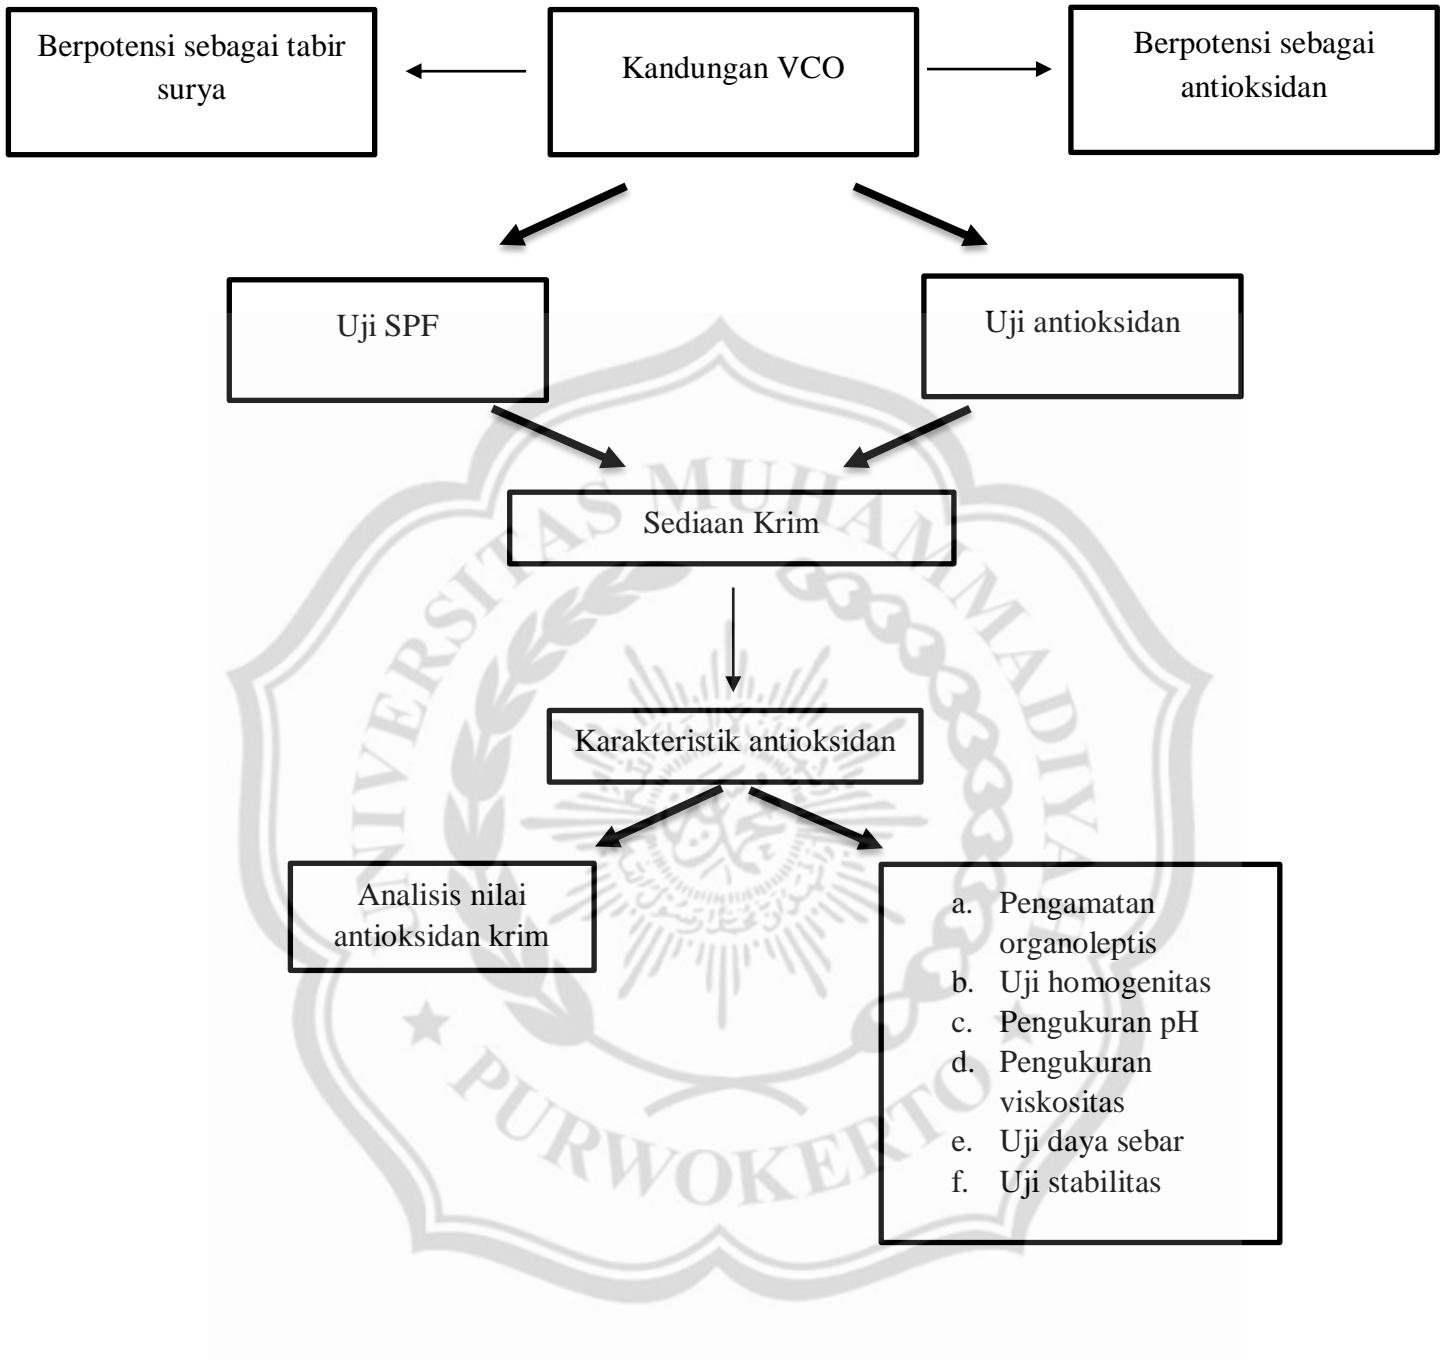 Berpotensi sebagai tabir
surya
Kandungan VCO
Berpotensi sebagai
antioksidan
Uji SPF
Uji antioksidan
Sediaan Krim
Karakteristik antioksidan
Analisis nilai
antioksidan krim
a. Pengamatan
organoleptis
b. Uji homogenitas
c. Pengukuran pH
d. Pengukuran
viskositas
e. Uji daya sebar
f. Uji stabilitas
UNIVERSITAS MUHAMMADIYAH
PURWOKERTO